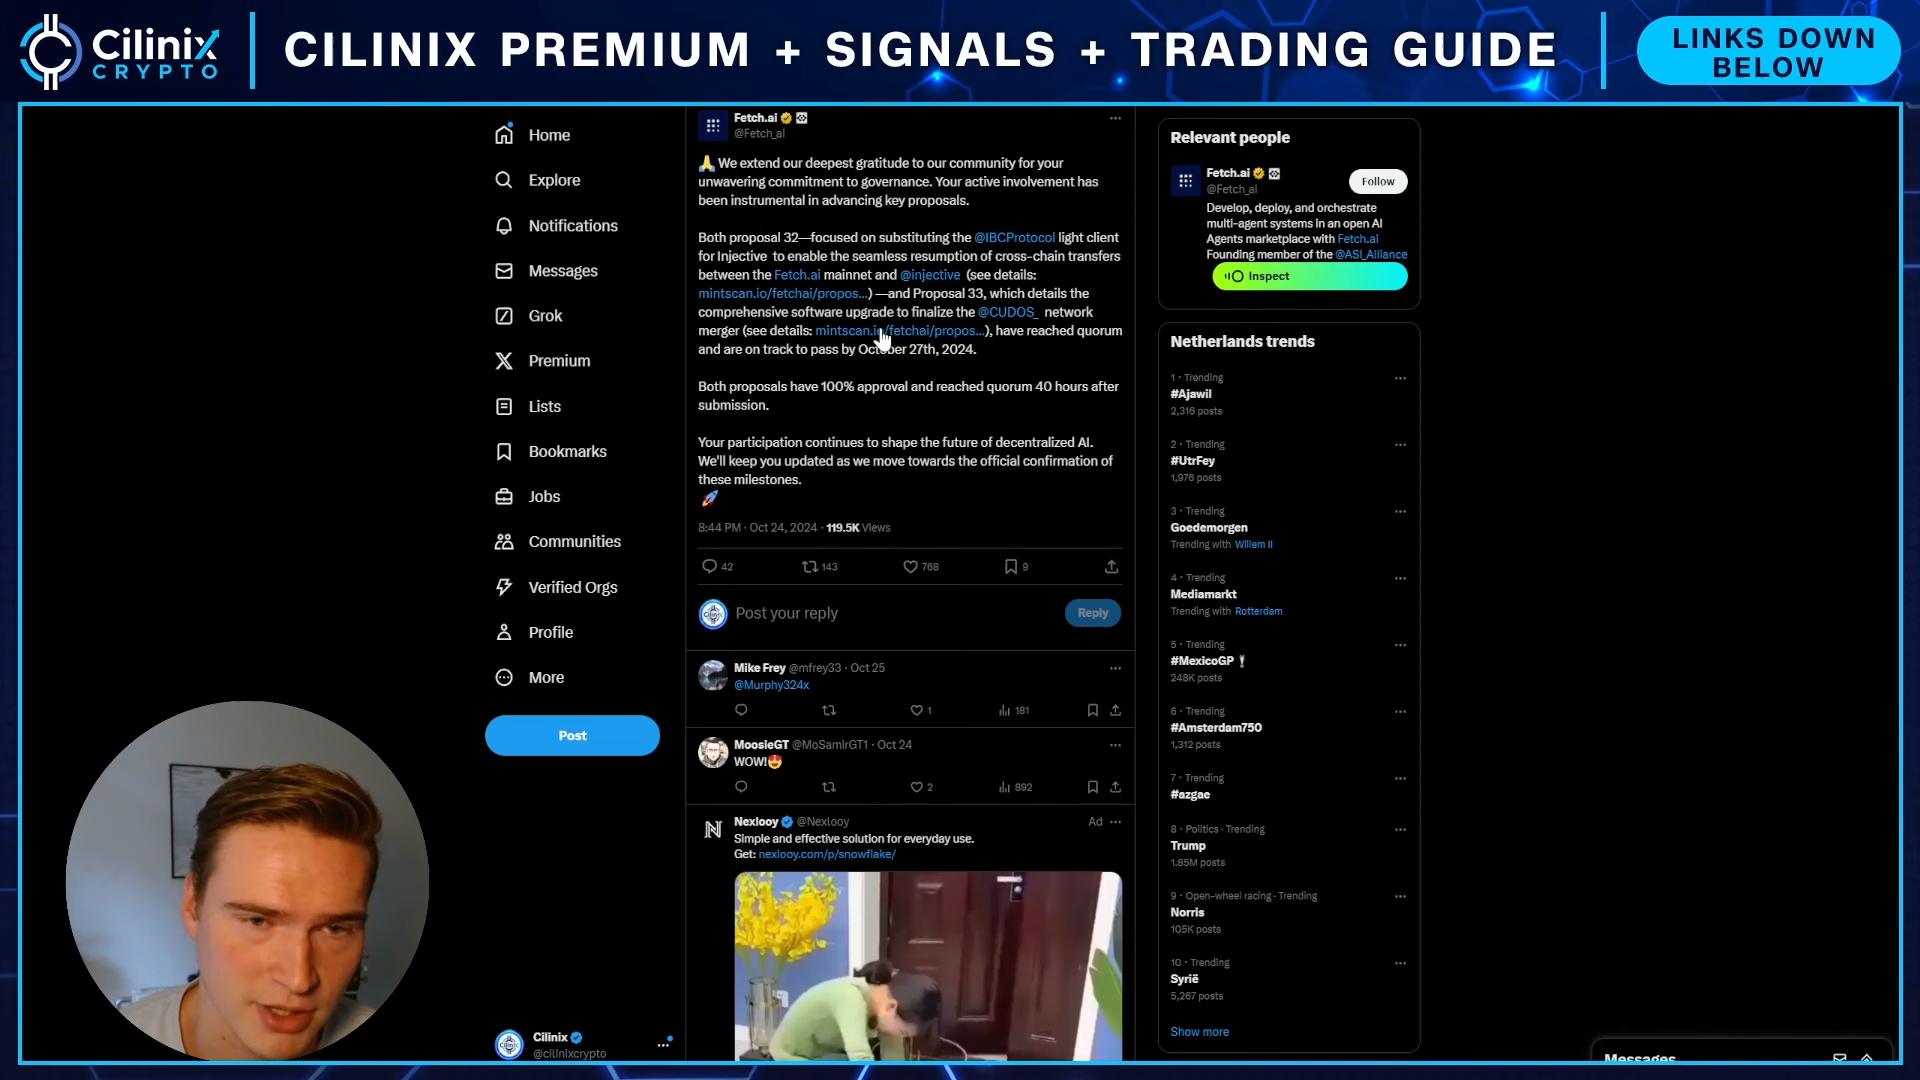 Cilinix
CRYPTO
CILINIX PREMIUM + SIGNALS + TRADING GUIDE
LINKS DOWN
BELOW
Home
Explore
Notifications
Messages
Grok
Premium
Lists
Bookmarks
Jobs
Communities
Verified Orgs
Profile
More
Post
Cilinix
@cilinixcrypto
Fetch.ai
@Fetch_ai
🙏 We extend our deepest gratitude to our community for your
unwavering commitment to governance. Your active involvement has
been instrumental in advancing key proposals.
Both proposal 32—focused on substituting the @IBCProtocol light client
for Injective to enable the seamless resumption of cross-chain transfers
between the Fetch.ai mainnet and @injective (see details:
mintscan.io/fetchai/propos...) —and Proposal 33, which details the
comprehensive software upgrade to finalize the @CUDOS_ network
merger (see details: mintscan.io/fetchai/propos...), have reached quorum
and are on track to pass by October 27th, 2024.
Both proposals have 100% approval and reached quorum 40 hours after
submission.
Your participation continues to shape the future of decentralized AI.
We'll keep you updated as we move towards the official confirmation of
these milestones.
🚀
8:44 PM · Oct 24, 2024 · 119.5K Views
42 143 768 9
Post your reply
Reply
Mike Frey @mfrey33 · Oct 25
@Murphy324x
1 181
MoosieGT @MoSamirGT1 · Oct 24
WOW!😍
2 892
Nexlooy @Nexlooy Ad
Simple and effective solution for everyday use.
Get: nexlooy.com/p/snowflake/
Relevant people
Fetch.ai
@Fetch_ai
Follow
Develop, deploy, and orchestrate
multi-agent systems in an open AI
Agents marketplace with Fetch.ai
Founding member of the @ASI_Alliance
Inspect
Netherlands trends
1 · Trending
#Ajawil
2,316 posts
2 · Trending
#UtrFey
1,976 posts
3 · Trending
Goedemorgen
Trending with Willem II
4 · Trending
Mediamarkt
Trending with Rotterdam
5 · Trending
#MexicoGP
248K posts
6 · Trending
#Amsterdam750
1,312 posts
7 · Trending
#azgae
8 · Politics · Trending
Trump
1.85M posts
9 · Open-wheel racing · Trending
Norris
105K posts
10 · Trending
Syrië
5,267 posts
Show more
Messages